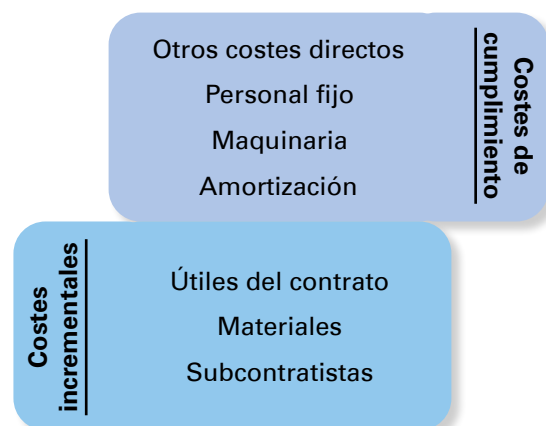 Otros costes directos
Personal fijo
Maquinaria
Amortización
Costes de
cumplimiento
Costes
incrementales
Útiles del contrato
Materiales
Subcontratistas